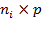 nᵢ × p